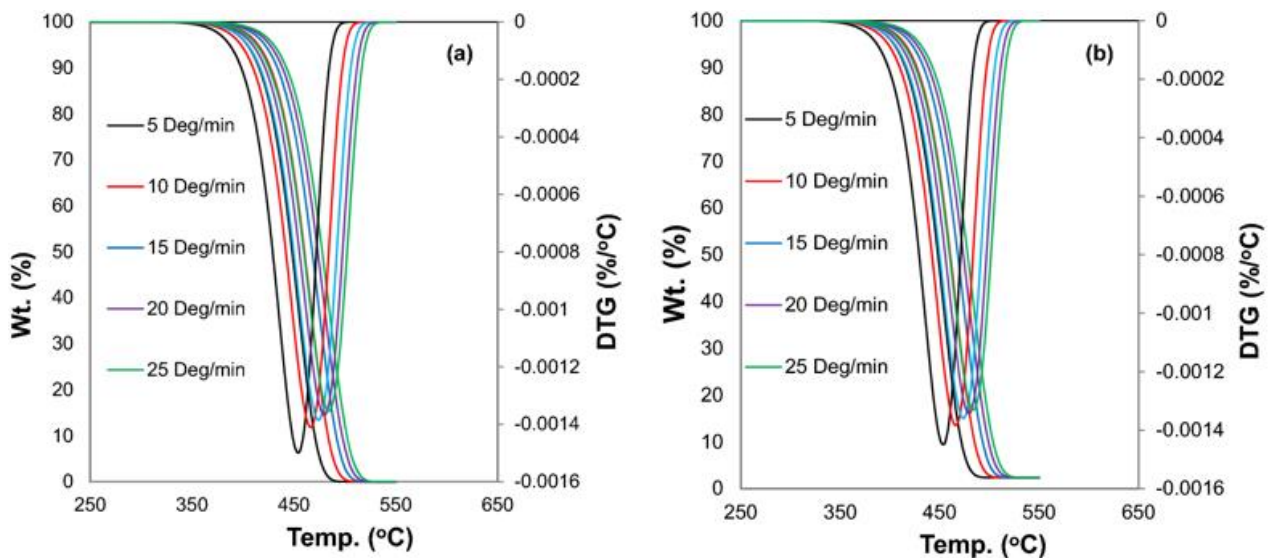 (a)
Wt. (%)
100
90
80
70
60
50
40
30
20
10
0
5 Deg/min
10 Deg/min
15 Deg/min
20 Deg/min
25 Deg/min
0
-0.0002
-0.0004
-0.0006
-0.0008
-0.001
-0.0012
-0.0014
-0.0016
DTG (%/°C)
250 350 450 550 650
Temp. (°C)
(b)
Wt. (%)
100
90
80
70
60
50
40
30
20
10
0
5 Deg/min
10 Deg/min
15 Deg/min
20 Deg/min
25 Deg/min
0
-0.0002
-0.0004
-0.0006
-0.0008
-0.001
-0.0012
-0.0014
-0.0016
DTG (%/°C)
250 350 450 550 650
Temp. (°C)